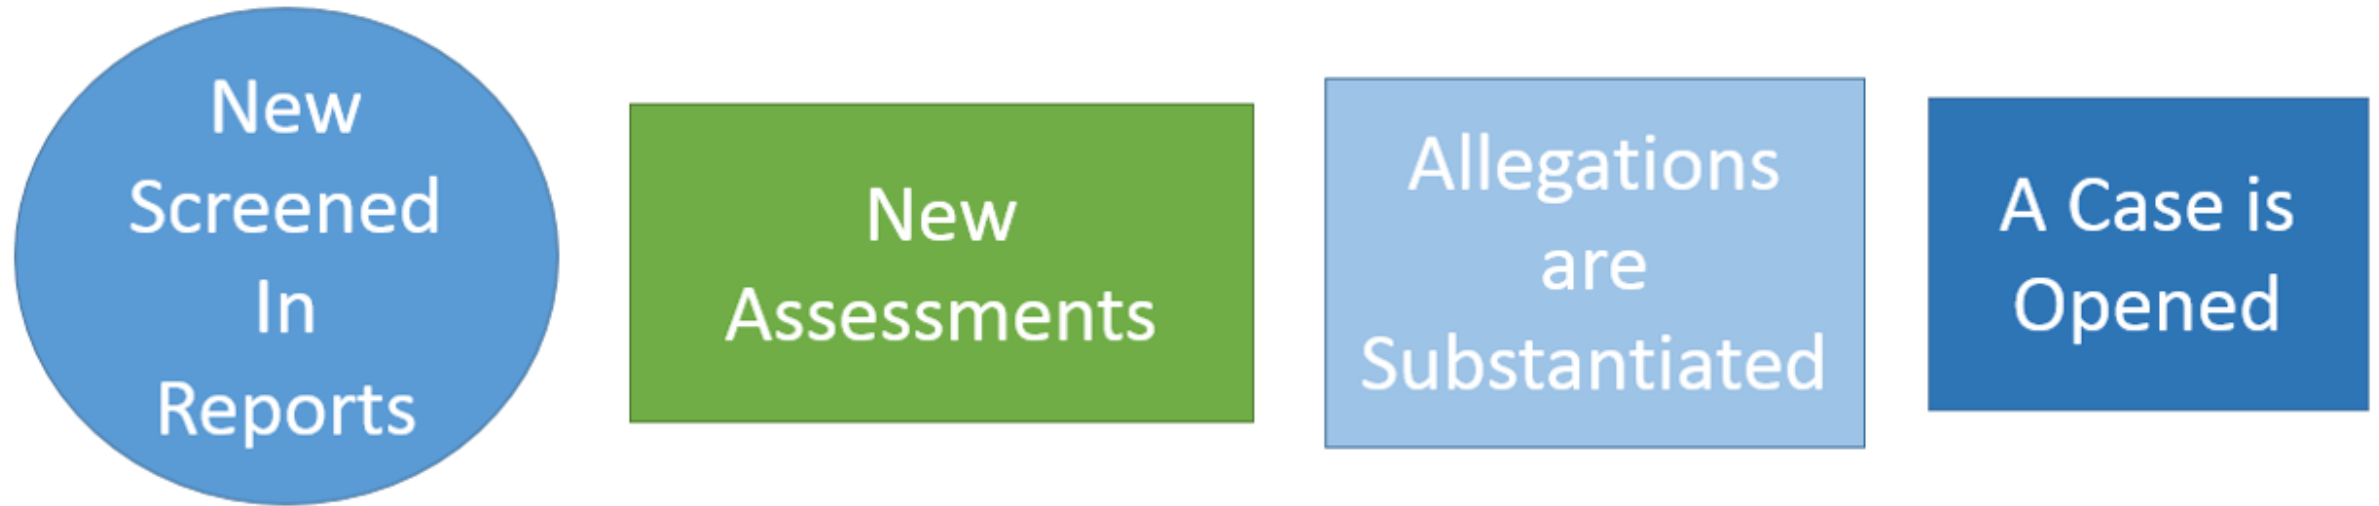 New
Screened
In
Reports
New
Assessments
Allegations
are
Substantiated
A Case is
Opened